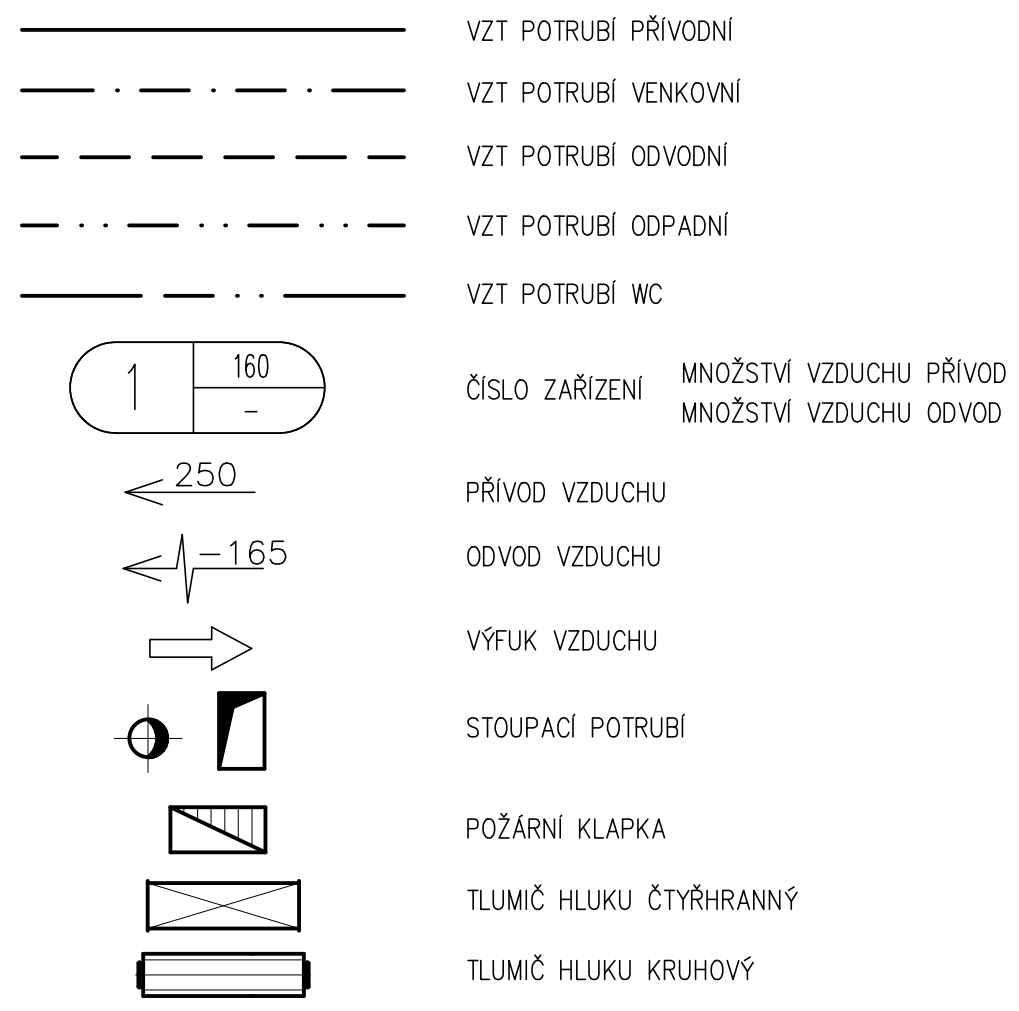 VZT POTRUBÍ PŘÍVODNÍ
VZT POTRUBÍ VENKOVNÍ
VZT POTRUBÍ ODVODNÍ
VZT POTRUBÍ ODPADNÍ
VZT POTRUBÍ WC
1
160
–
ČÍSLO ZAŘÍZENÍ
MNOŽSTVÍ VZDUCHU PŘÍVOD
MNOŽSTVÍ VZDUCHU ODVOD
250
PŘÍVOD VZDUCHU
–165
ODVOD VZDUCHU
VÝFUK VZDUCHU
STOUPACÍ POTRUBÍ
POŽÁRNÍ KLAPKA
TLUMIČ HLUKU ČTYŘHRANNÝ
TLUMIČ HLUKU KRUHOVÝ